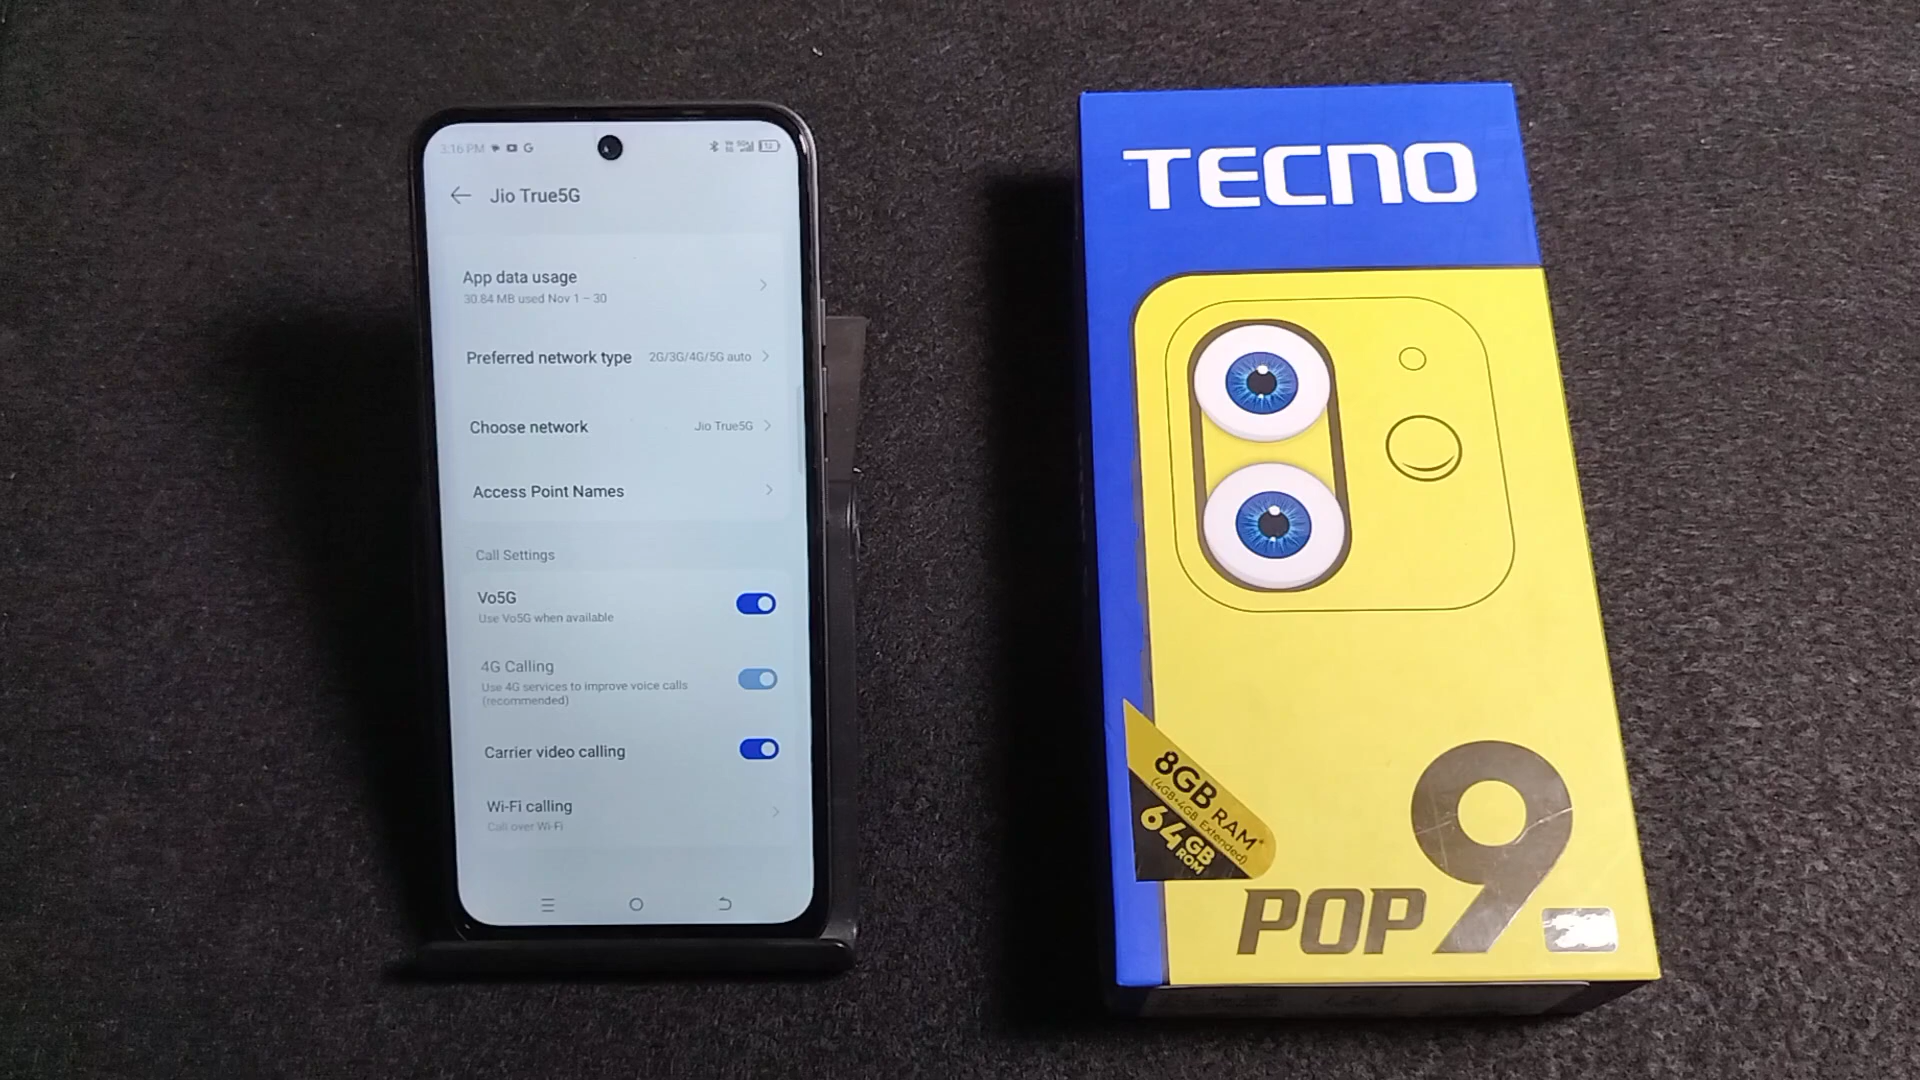 3:16 PM
Jio True5G
App data usage
30.84 MB used Nov 1 – 30
Preferred network type 2G/3G/4G/5G auto
Choose network Jio True5G
Access Point Names
Call Settings
Vo5G
Use Vo5G when available
4G Calling
Use 4G services to improve voice calls
(recommended)
Carrier video calling
Wi-Fi calling
Call over Wi-Fi
TECNO
8GB RAM*
(4GB+4GB Extended)
64GB
ROM
POP 9